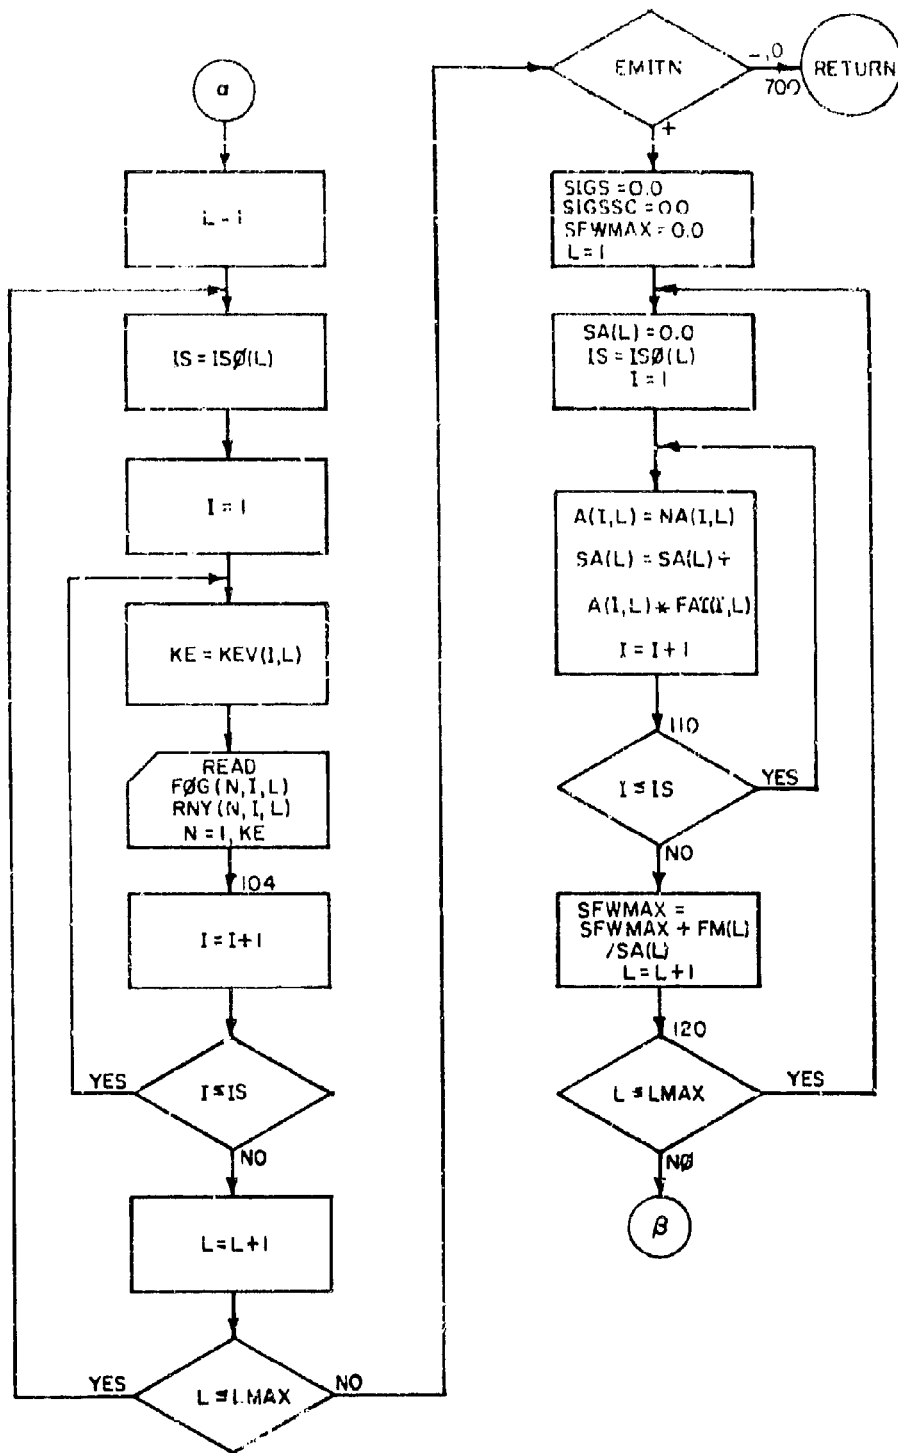 α
L=1
IS = ISØ(L)
I = 1
KE = KEV(I,L)
READ
FØG(N,I,L)
RNY(N,I,L)
N = 1, KE
104
I = I+1
I ≤ IS
YES
NO
L = L+1
L ≤ LMAX
YES
NO
EMITN
-,0
700
RETURN
+
SIGS = 0.0
SIGSSC = 0.0
SFWMAX = 0.0
L = 1
SA(L) = 0.0
IS = ISØ(L)
I = 1
A(I,L) = NA(I,L)
SA(L) = SA(L) +
A(I,L) *
I = I+1
110
I ≤ IS
YES
NO
SFWMAX =
SFWMAX + FM(L)
/SA(L)
L = L+1
120
L ≤ LMAX
YES
NØ
β